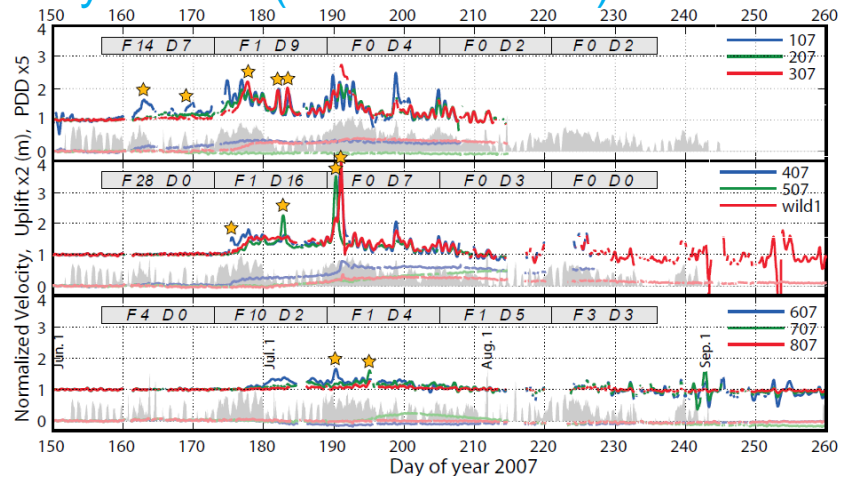 150 160 170 180 190 200 210 220 230 240 250 260
Normalized Velocity, Uplift x2 (m), PDD x5
4
3
2
1
0
F 14 D 7 F 1 D 9 F 0 D 4 F 0 D 2 F 0 D 2
107
207
307
4
3
2
1
0
F 28 D 0 F 1 D 16 F 0 D 7 F 0 D 3 F 0 D 0
407
507
wild1
4
3
2
1
0
F 4 D 0 F 10 D 2 F 1 D 4 F 1 D 5 F 3 D 3
607
707
807
Jun. 1
Jul. 1
Aug. 1
Sep. 1
150 160 170 180 190 200 210 220 230 240 250 260
Day of year 2007